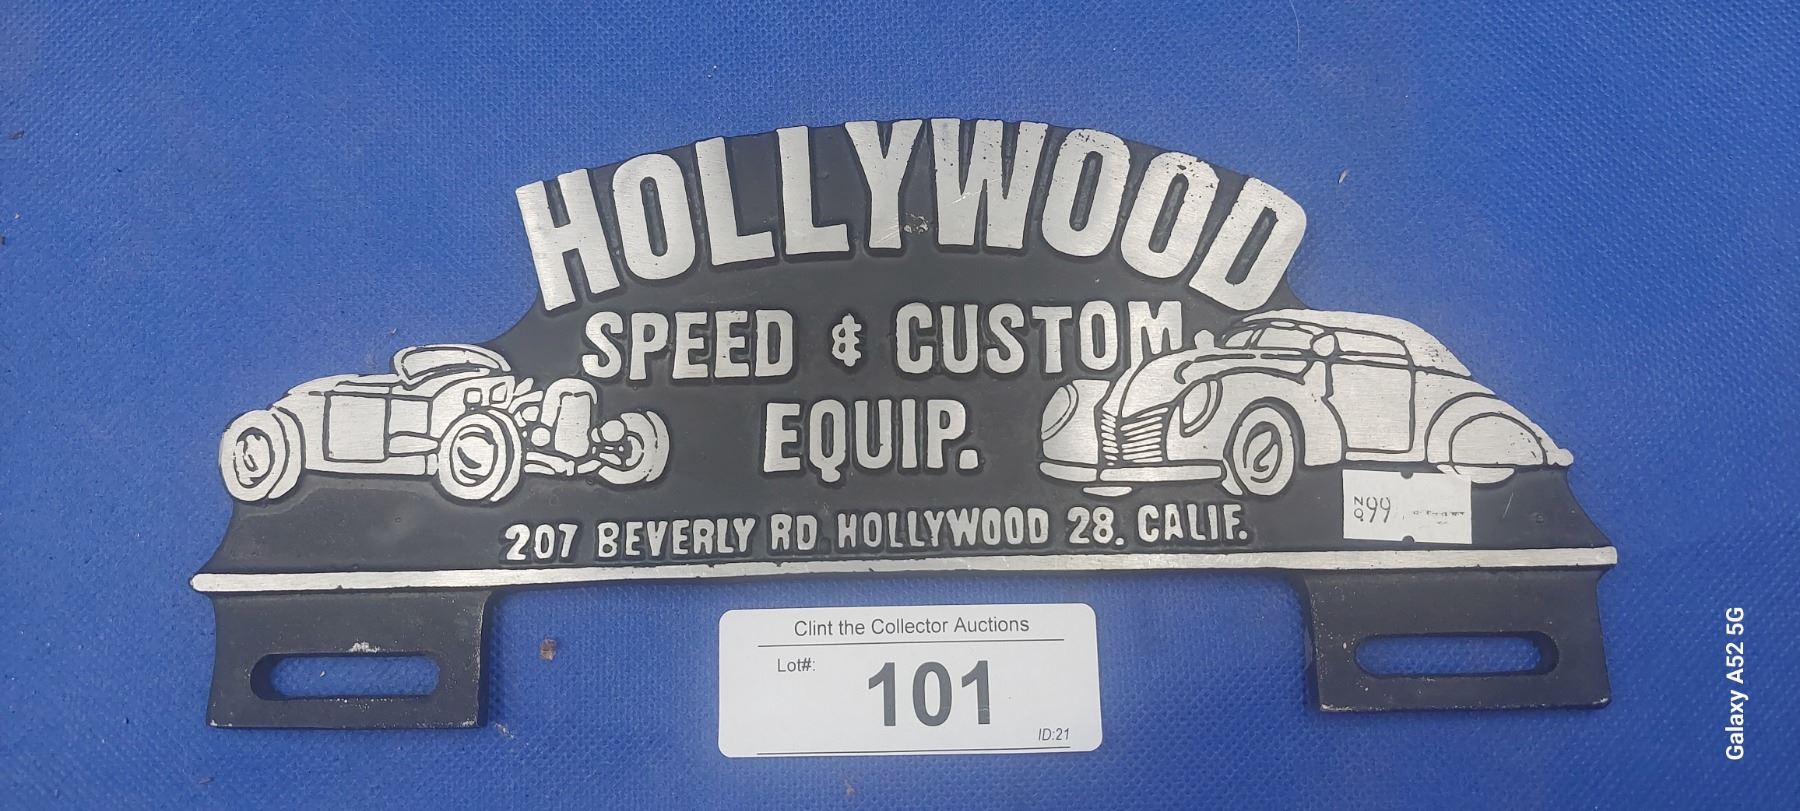 HOLLYWOOD
SPEED & CUSTOM
EQUIP.
207 BEVERLY RD. HOLLYWOOD 28. CALIF.
Clint the Collector Auctions
Lot#:
101
ID:21
Galaxy A52 5G